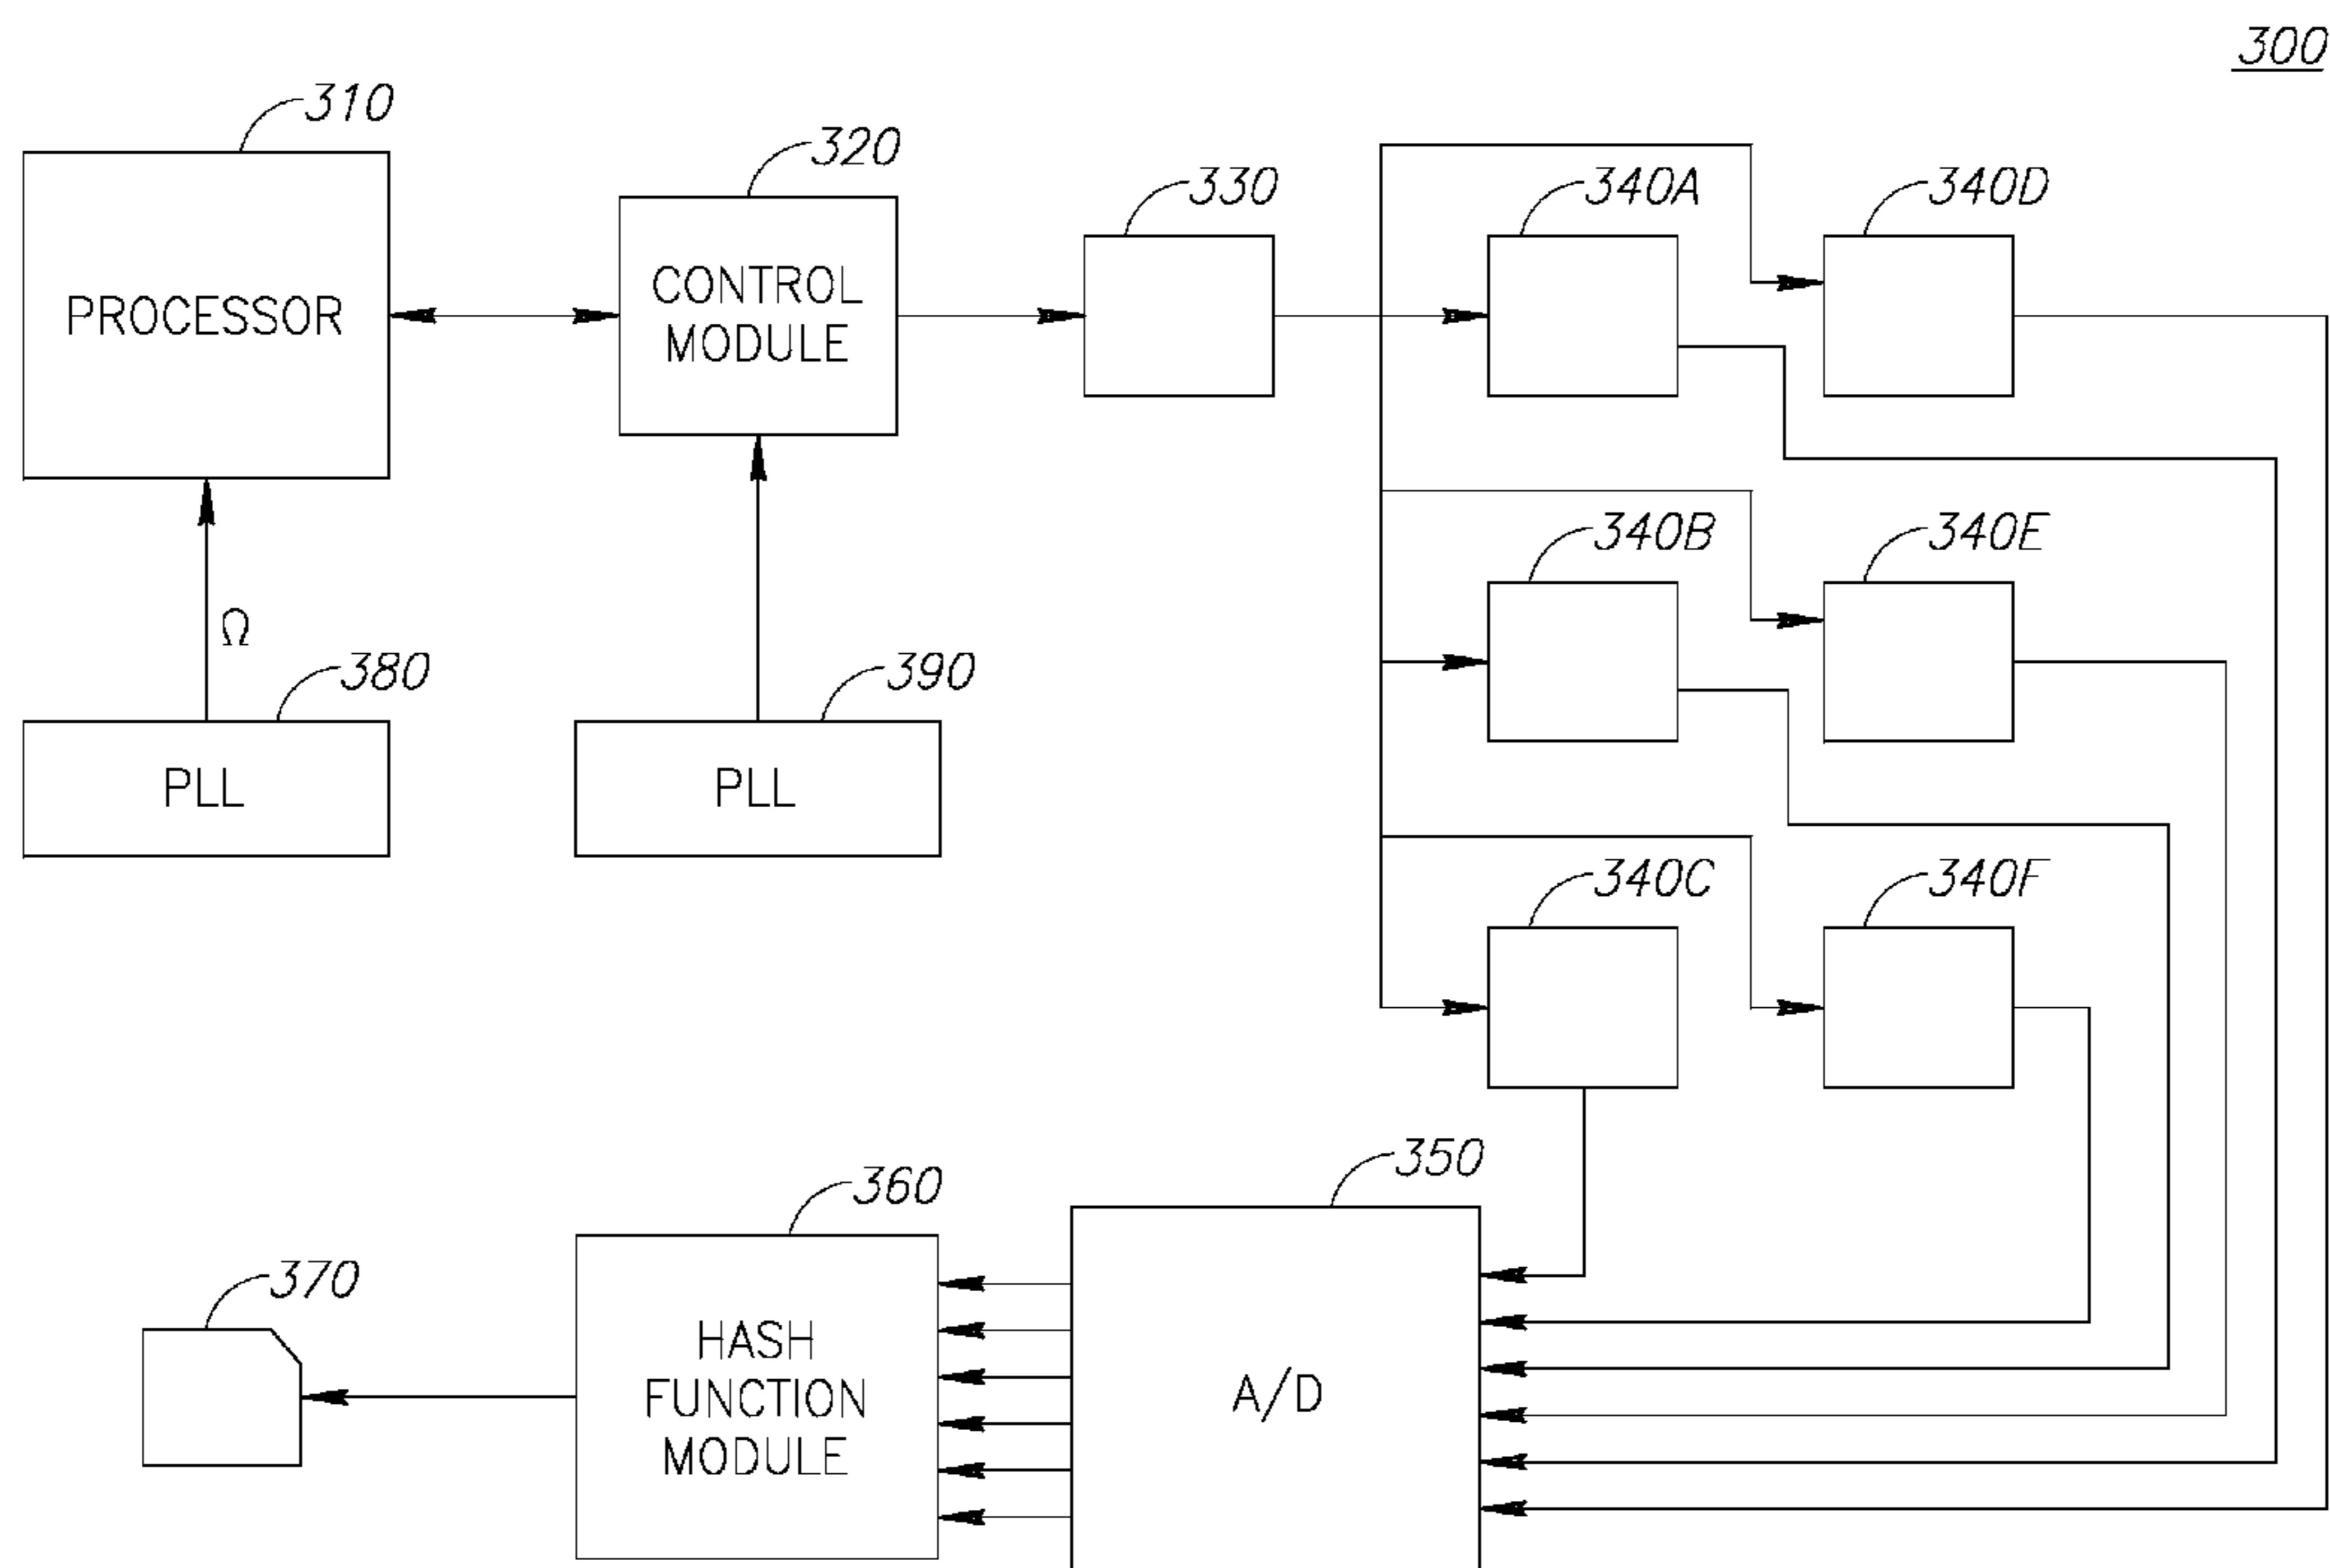 300
310
320
330
340A
340D
PROCESSOR
CONTROL
MODULE
340B
340E
Ω
380
390
PLL
PLL
340C
340F
350
360
370
HASH
FUNCTION
MODULE
A/D